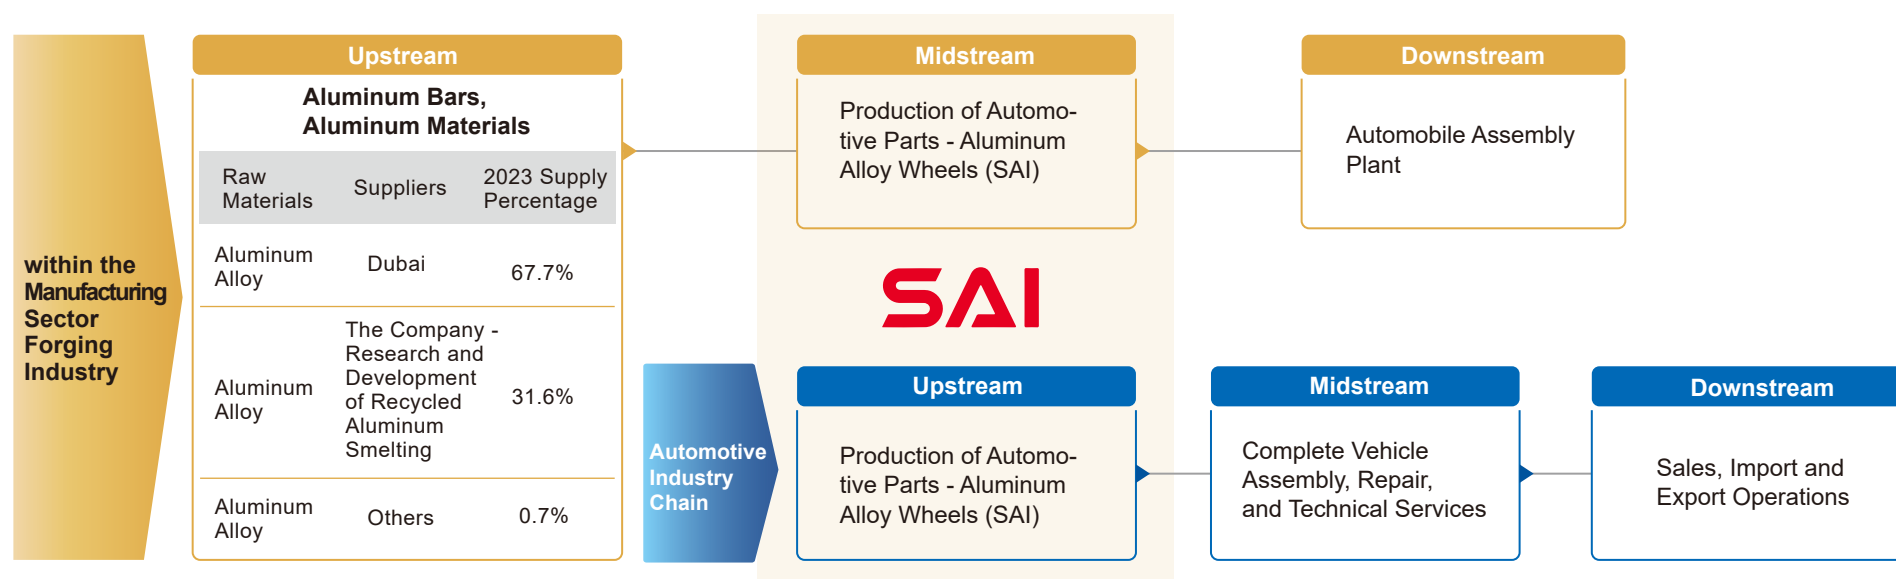 within the
Manufacturing
Sector
Forging
Industry
Upstream
Aluminum Bars,
Aluminum Materials
Raw
Materials
Suppliers
2023 Supply
Percentage
Aluminum
Alloy
Dubai
67.7%
Aluminum
Alloy
The Company -
Research and
Development
of Recycled
Aluminum
Smelting
31.6%
Aluminum
Alloy
Others
0.7%
Midstream
Production of Automo-
tive Parts - Aluminum
Alloy Wheels (SAI)
Downstream
Automobile Assembly
Plant
SAI
Automotive
Industry
Chain
Upstream
Production of Automo-
tive Parts - Aluminum
Alloy Wheels (SAI)
Midstream
Complete Vehicle
Assembly, Repair,
and Technical Services
Downstream
Sales, Import and
Export Operations